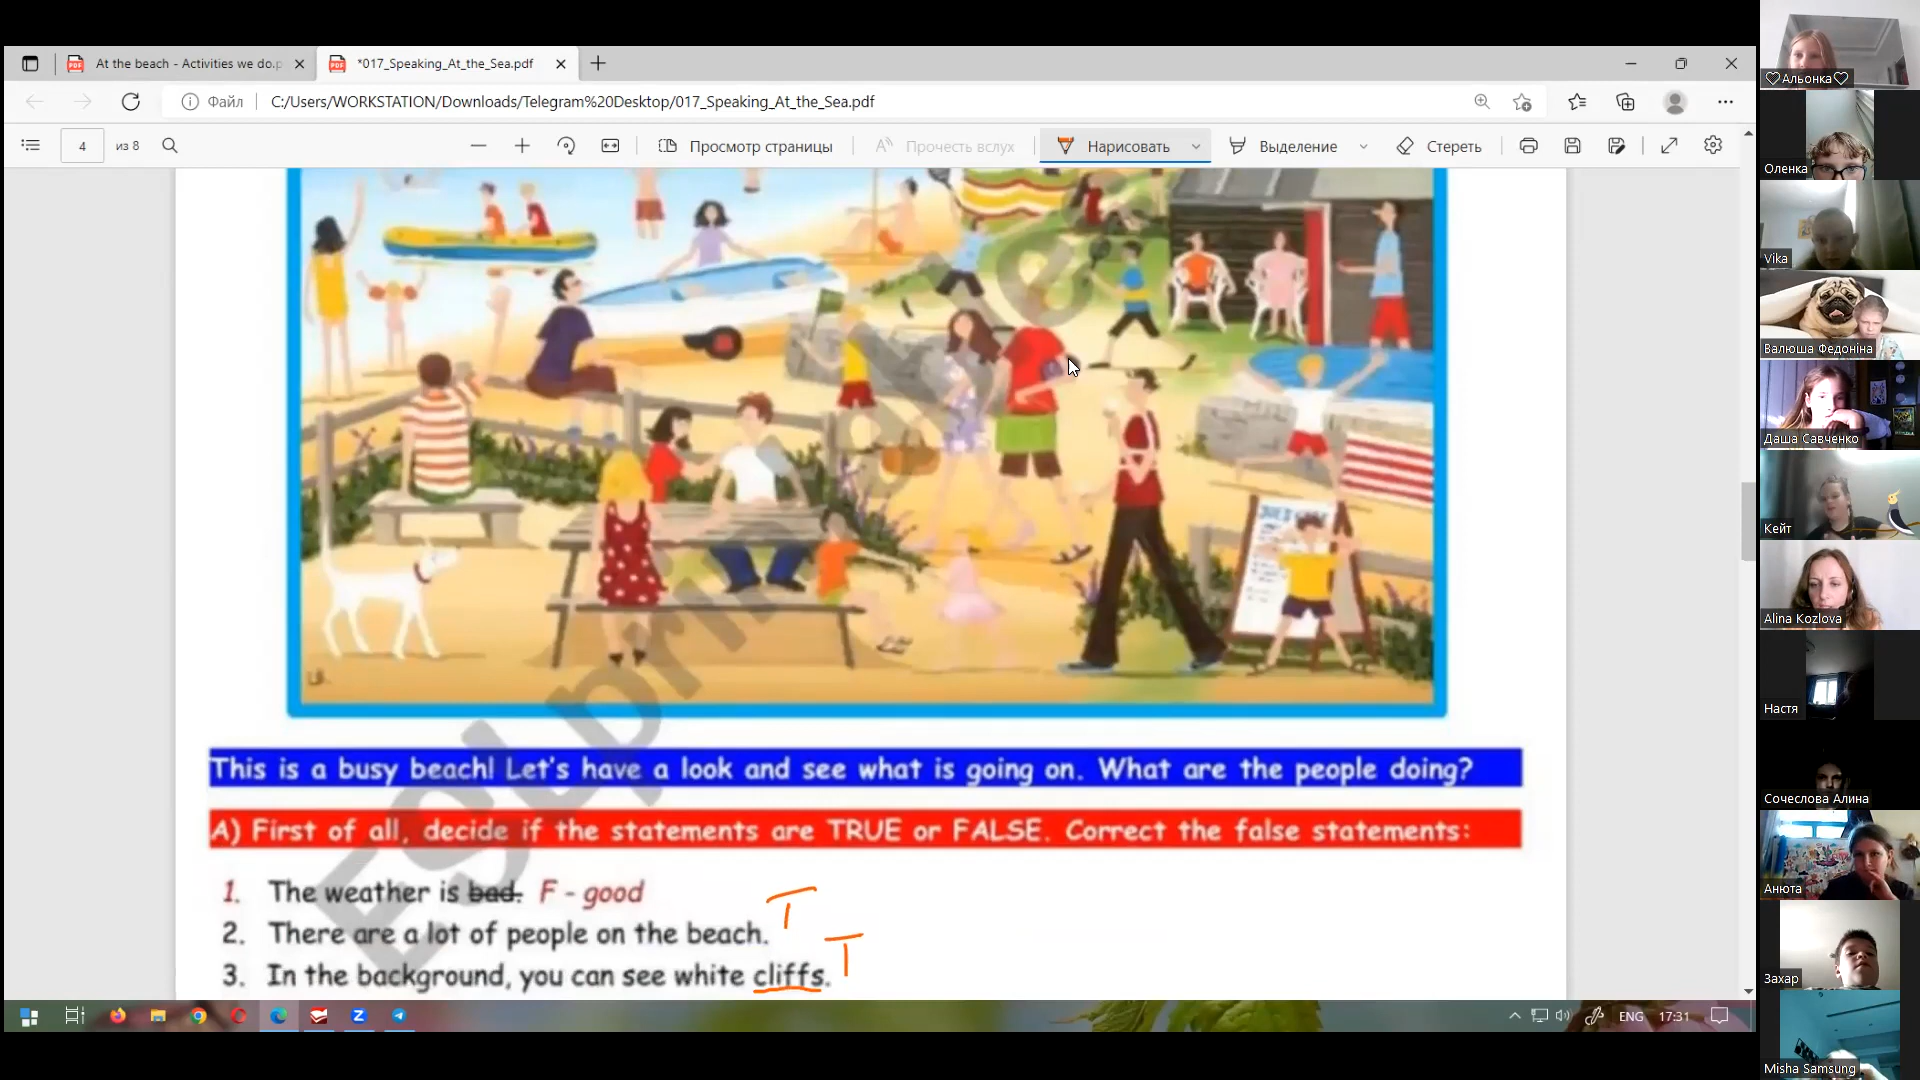 At the beach - Activities we do.p
*017_Speaking_At_the_Sea.pdf
Файл
C:/Users/WORKSTATION/Downloads/Telegram%20Desktop/017_Speaking_At_the_Sea.pdf
4 из 8
Просмотр страницы
Прочесть вслух
Нарисовать
Выделение
Стереть
This is a busy beach! Let's have a look and see what is going on. What are the people doing?
A) First of all, decide if the statements are TRUE or FALSE. Correct the false statements:
1. The weather is bad. F - good
2. There are a lot of people on the beach. T
3. In the background, you can see white cliffs. T
ENG 17:31
♡Альонка♡
Оленка
Vika
Валюша Федоніна
Даша Савченко
Кейт
Alina Kozlova
Настя
Сочеслова Алина
Анюта
Захар
Misha Samsung